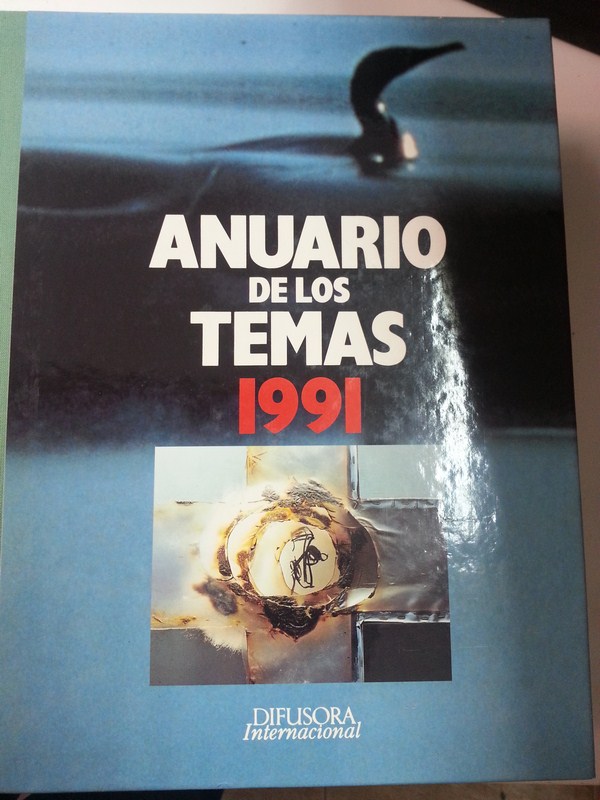 ANUARIO
DE LOS
TEMAS
1991
DIFUSORA
Internacional